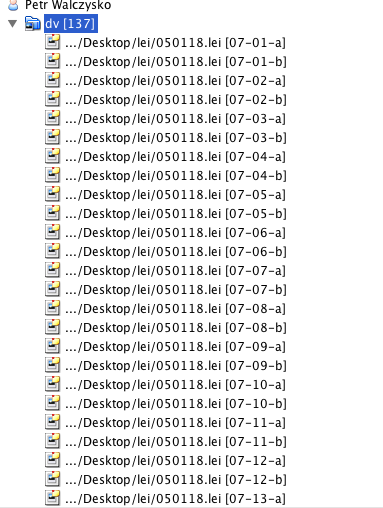 Petr Walczysko
dv [137]
.../Desktop/lei/050118.lei [07-01-a]
.../Desktop/lei/050118.lei [07-01-b]
.../Desktop/lei/050118.lei [07-02-a]
.../Desktop/lei/050118.lei [07-02-b]
.../Desktop/lei/050118.lei [07-03-a]
.../Desktop/lei/050118.lei [07-03-b]
.../Desktop/lei/050118.lei [07-04-a]
.../Desktop/lei/050118.lei [07-04-b]
.../Desktop/lei/050118.lei [07-05-a]
.../Desktop/lei/050118.lei [07-05-b]
.../Desktop/lei/050118.lei [07-06-a]
.../Desktop/lei/050118.lei [07-06-b]
.../Desktop/lei/050118.lei [07-07-a]
.../Desktop/lei/050118.lei [07-07-b]
.../Desktop/lei/050118.lei [07-08-a]
.../Desktop/lei/050118.lei [07-08-b]
.../Desktop/lei/050118.lei [07-09-a]
.../Desktop/lei/050118.lei [07-09-b]
.../Desktop/lei/050118.lei [07-10-a]
.../Desktop/lei/050118.lei [07-10-b]
.../Desktop/lei/050118.lei [07-11-a]
.../Desktop/lei/050118.lei [07-11-b]
.../Desktop/lei/050118.lei [07-12-a]
.../Desktop/lei/050118.lei [07-12-b]
.../Desktop/lei/050118.lei [07-13-a]